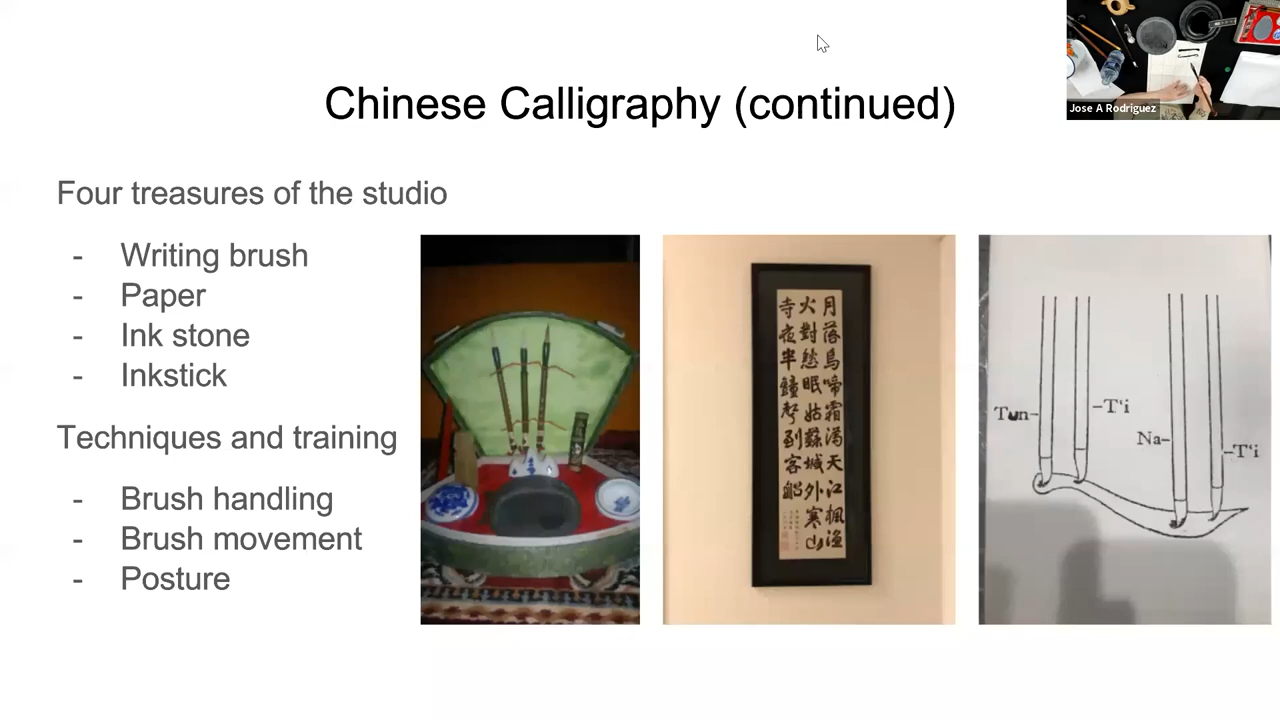 Jose A Rodríguez
Chinese Calligraphy (continued)
Four treasures of the studio
- Writing brush
- Paper
- Ink stone
- Inkstick
Techniques and training
- Brush handling
- Brush movement
- Posture
月落烏啼霜滿天江楓漁
火對愁眠姑蘇城外寒山
寺夜半鐘聲到客船
Tun-
-T'i
Na-
-T'i